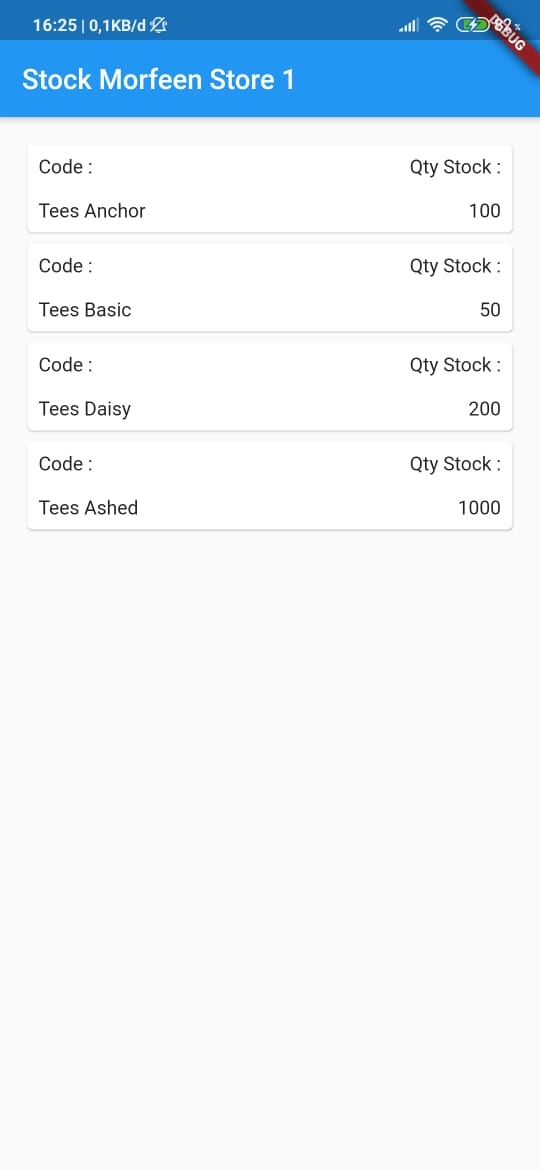 16:25 | 0,1KB/d
DEBUG
Stock Morfeen Store 1
Code : Qty Stock :
Tees Anchor 100
Code : Qty Stock :
Tees Basic 50
Code : Qty Stock :
Tees Daisy 200
Code : Qty Stock :
Tees Ashed 1000